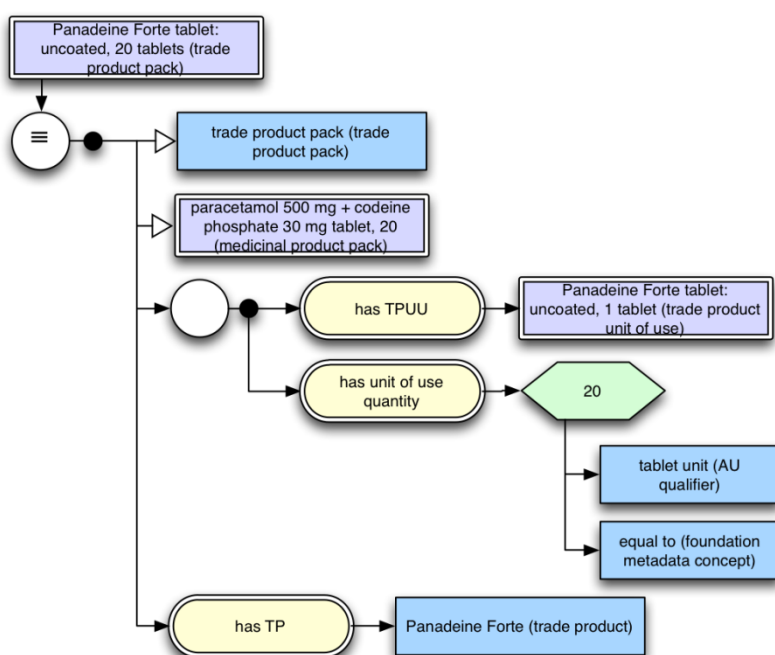 Panadeine Forte tablet:
uncoated, 20 tablets (trade
product pack)
≡
trade product pack (trade
product pack)
paracetamol 500 mg + codeine
phosphate 30 mg tablet, 20
(medicinal product pack)
has TPUU
Panadeine Forte tablet:
uncoated, 1 tablet (trade product
unit of use)
has unit of use
quantity
20
tablet unit (AU
qualifier)
equal to (foundation
metadata concept)
has TP
Panadeine Forte (trade product)